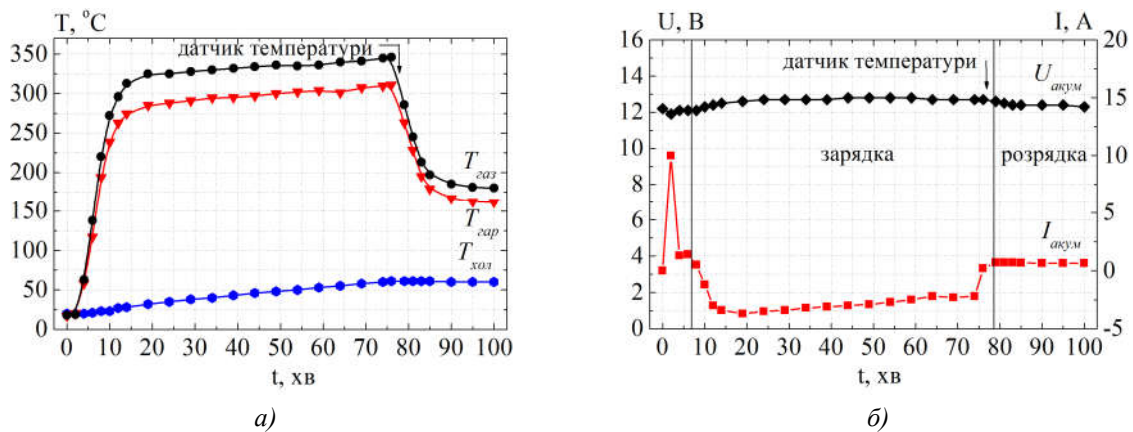 T, °C
датчик температури
350
300
250
200
150
100
50
0
T газ
T гар
T хол
0 10 20 30 40 50 60 70 80 90 100
t, хв
а)
U, В
I, А
16
14
12
10
8
6
4
2
0
20
15
10
5
0
-5
датчик температури
U акум
зарядка
розрядка
I акум
0 10 20 30 40 50 60 70 80 90 100
t, хв
б)